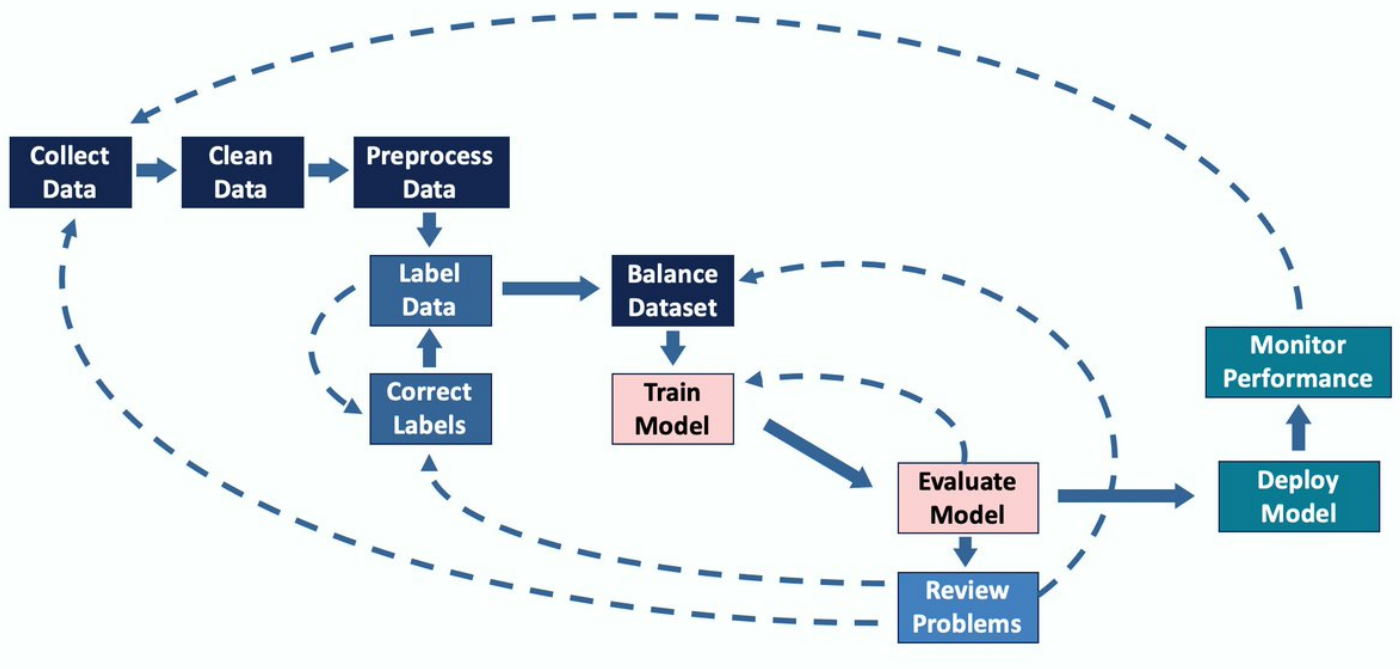 Collect
Data
Clean
Data
Preprocess
Data
Label
Data
Balance
Dataset
Correct
Labels
Train
Model
Evaluate
Model
Review
Problems
Deploy
Model
Monitor
Performance